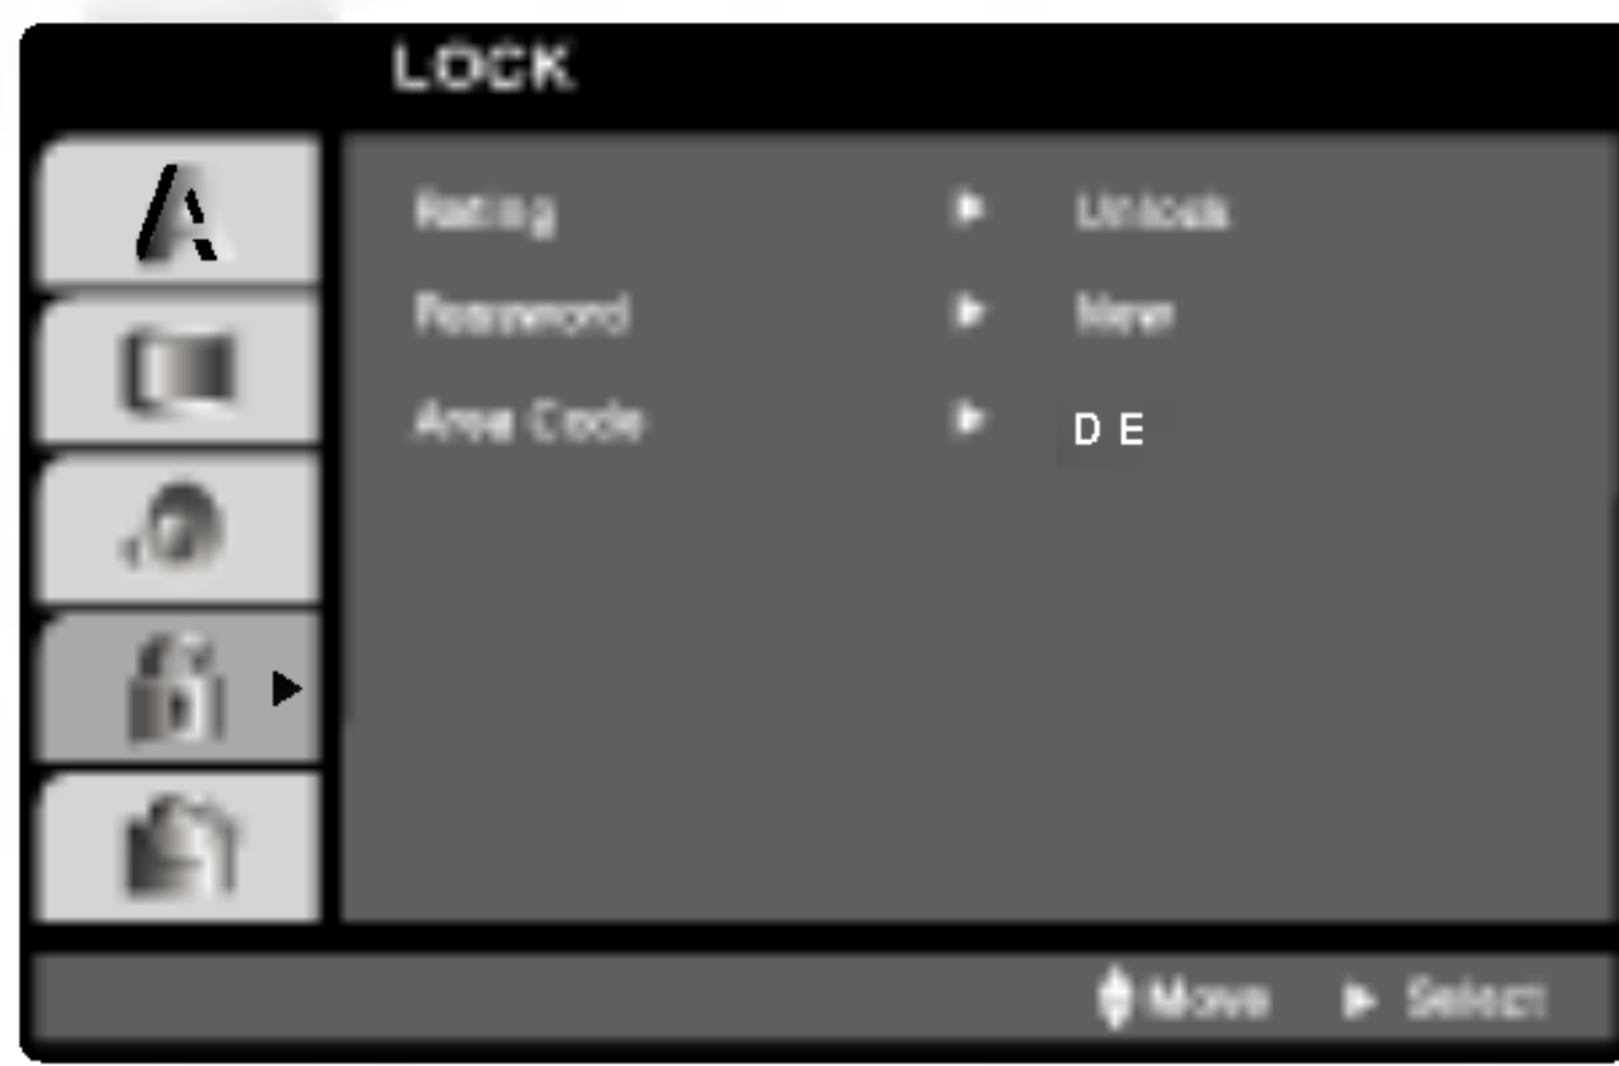 LOCK
A
Rating ▶ Unlock
Password ▶ New
Area Code ▶ D E
Move ▶ Select